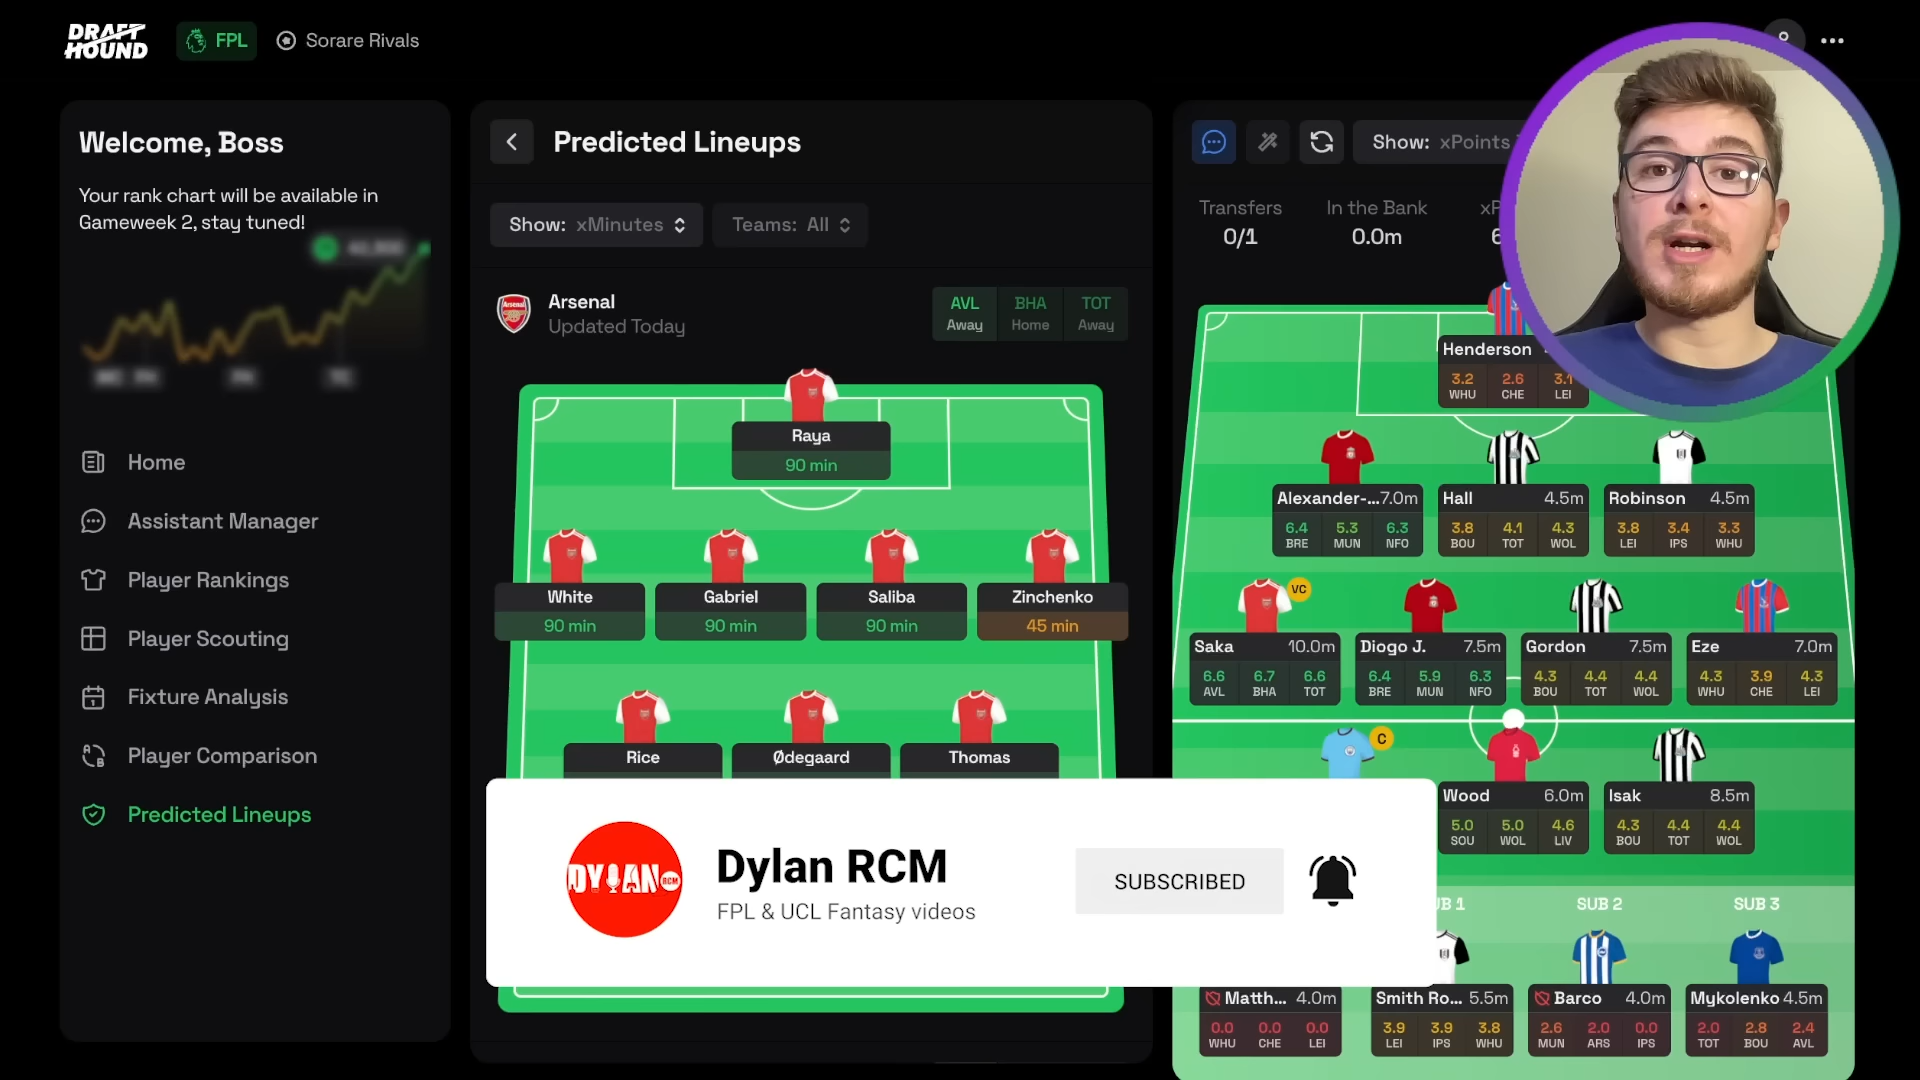 DRAFT
HOUND
FPL
Sorare Rivals
Welcome, Boss
Your rank chart will be available in
Gameweek 2, stay tuned!
Home
Assistant Manager
Player Rankings
Player Scouting
Fixture Analysis
Player Comparison
Predicted Lineups
Predicted Lineups
Show: xMinutes
Teams: All
Arsenal
Updated Today
AVL BHA TOT
Away Home Away
Raya
90 min
White Gabriel Saliba Zinchenko
90 min 90 min 90 min 45 min
Rice Ødegaard Thomas
DYLAN RCM
Dylan RCM
FPL & UCL Fantasy videos
SUBSCRIBED
Show: xPoints
Transfers In the Bank
0/1 0.0m
Henderson
3.2 2.6 3.1
WHU CHE LEI
Alexander-... 7.0m Hall 4.5m Robinson 4.5m
6.4 5.3 6.3 3.8 4.1 4.3 3.8 3.4 3.3
BRE MUN NFO BOU TOT WOL LEI IPS WHU
VC
Saka 10.0m Diogo J. 7.5m Gordon 7.5m Eze 7.0m
6.6 6.7 6.6 6.4 5.9 6.3 4.3 4.4 4.4 4.3 3.9 4.3
AVL BHA TOT BRE MUN NFO BOU TOT WOL WHU CHE LEI
C
Wood 6.0m Isak 8.5m
5.0 5.0 4.6 4.3 4.4 4.4
SOU WOL LIV BOU TOT WOL
UB 1 SUB 2 SUB 3
Matth... 4.0m Smith Ro... 5.5m Barco 4.0m Mykolenko 4.5m
0.0 0.0 0.0 3.9 3.9 3.8 2.6 2.0 0.0 2.0 2.8 2.4
WHU CHE LEI LEI IPS WHU MUN ARS IPS TOT BOU AVL